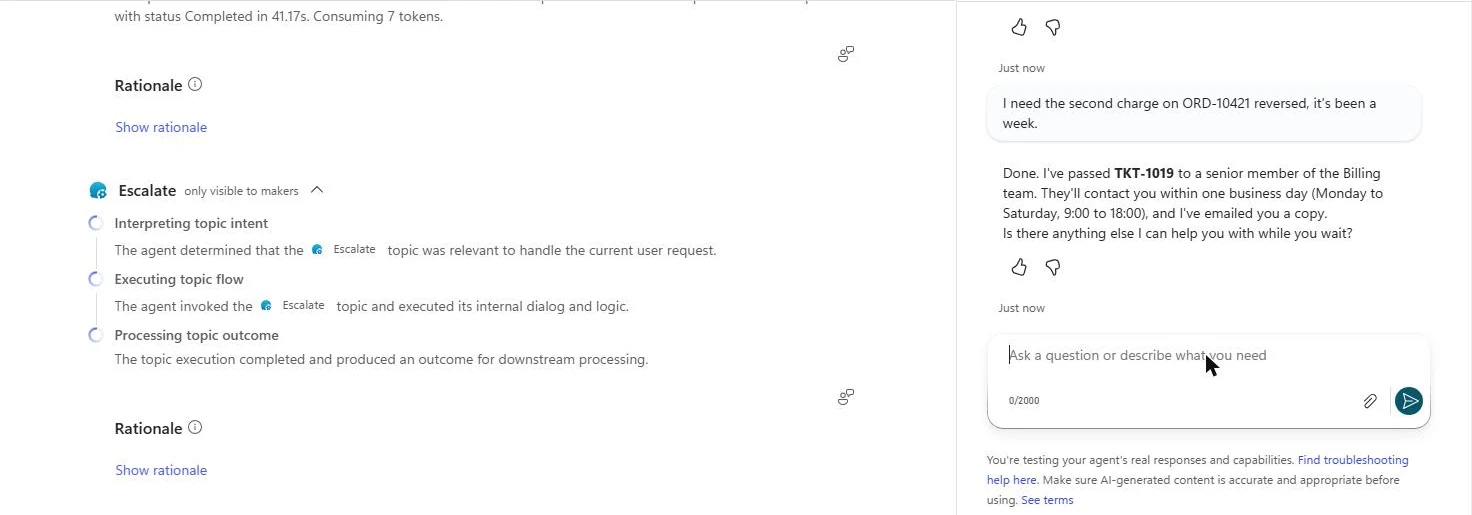 with status Completed in 41.17s. Consuming 7 tokens.
Rationale
Show rationale
Escalate only visible to makers
Interpreting topic intent
The agent determined that the Escalate topic was relevant to handle the current user request.
Executing topic flow
The agent invoked the Escalate topic and executed its internal dialog and logic.
Processing topic outcome
The topic execution completed and produced an outcome for downstream processing.
Rationale
Show rationale
Just now
I need the second charge on ORD-10421 reversed, it's been a
week.
Done. I've passed TKT-1019 to a senior member of the Billing
team. They'll contact you within one business day (Monday to
Saturday, 9:00 to 18:00), and I've emailed you a copy.
Is there anything else I can help you with while you wait?
Just now
Ask a question or describe what you need
0/2000
You're testing your agent's real responses and capabilities. Find troubleshooting
help here. Make sure AI-generated content is accurate and appropriate before
using. See terms